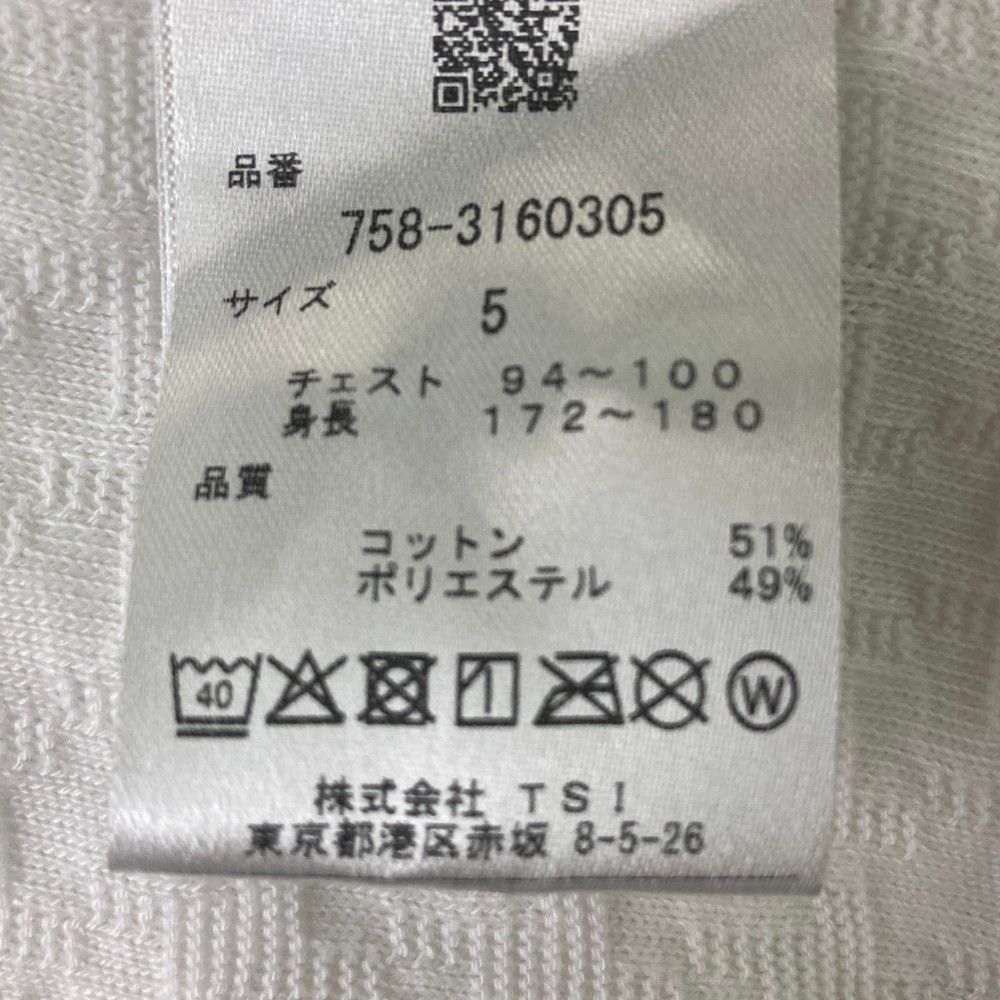 品番
758-3160305
サイズ 5
チェスト 94～100
身長 172～180
品質
コットン 51%
ポリエステル 49%
40 W
株式会社 TSI
東京都港区赤坂 8-5-26